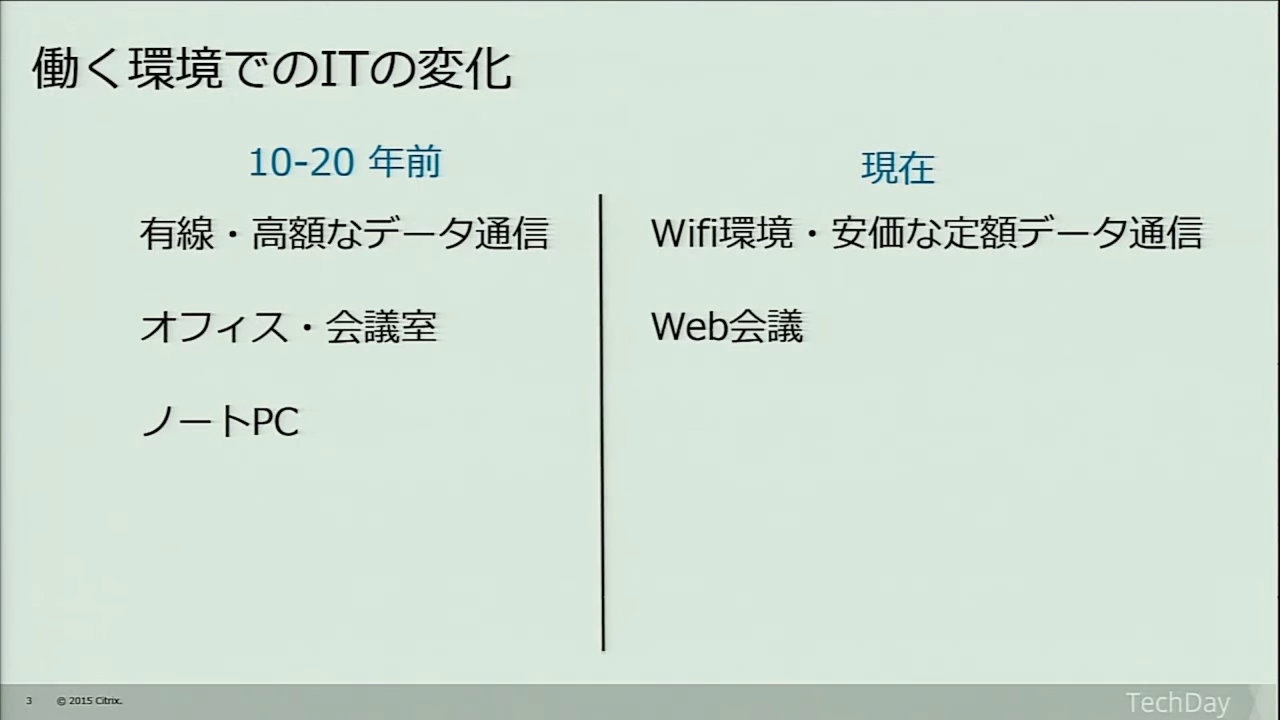 働く環境でのITの変化
10-20 年前
現在
有線・高額なデータ通信
Wifi環境・安価な定額データ通信
オフィス・会議室
Web会議
ノートPC
3 © 2015 Citrix.
TechDay